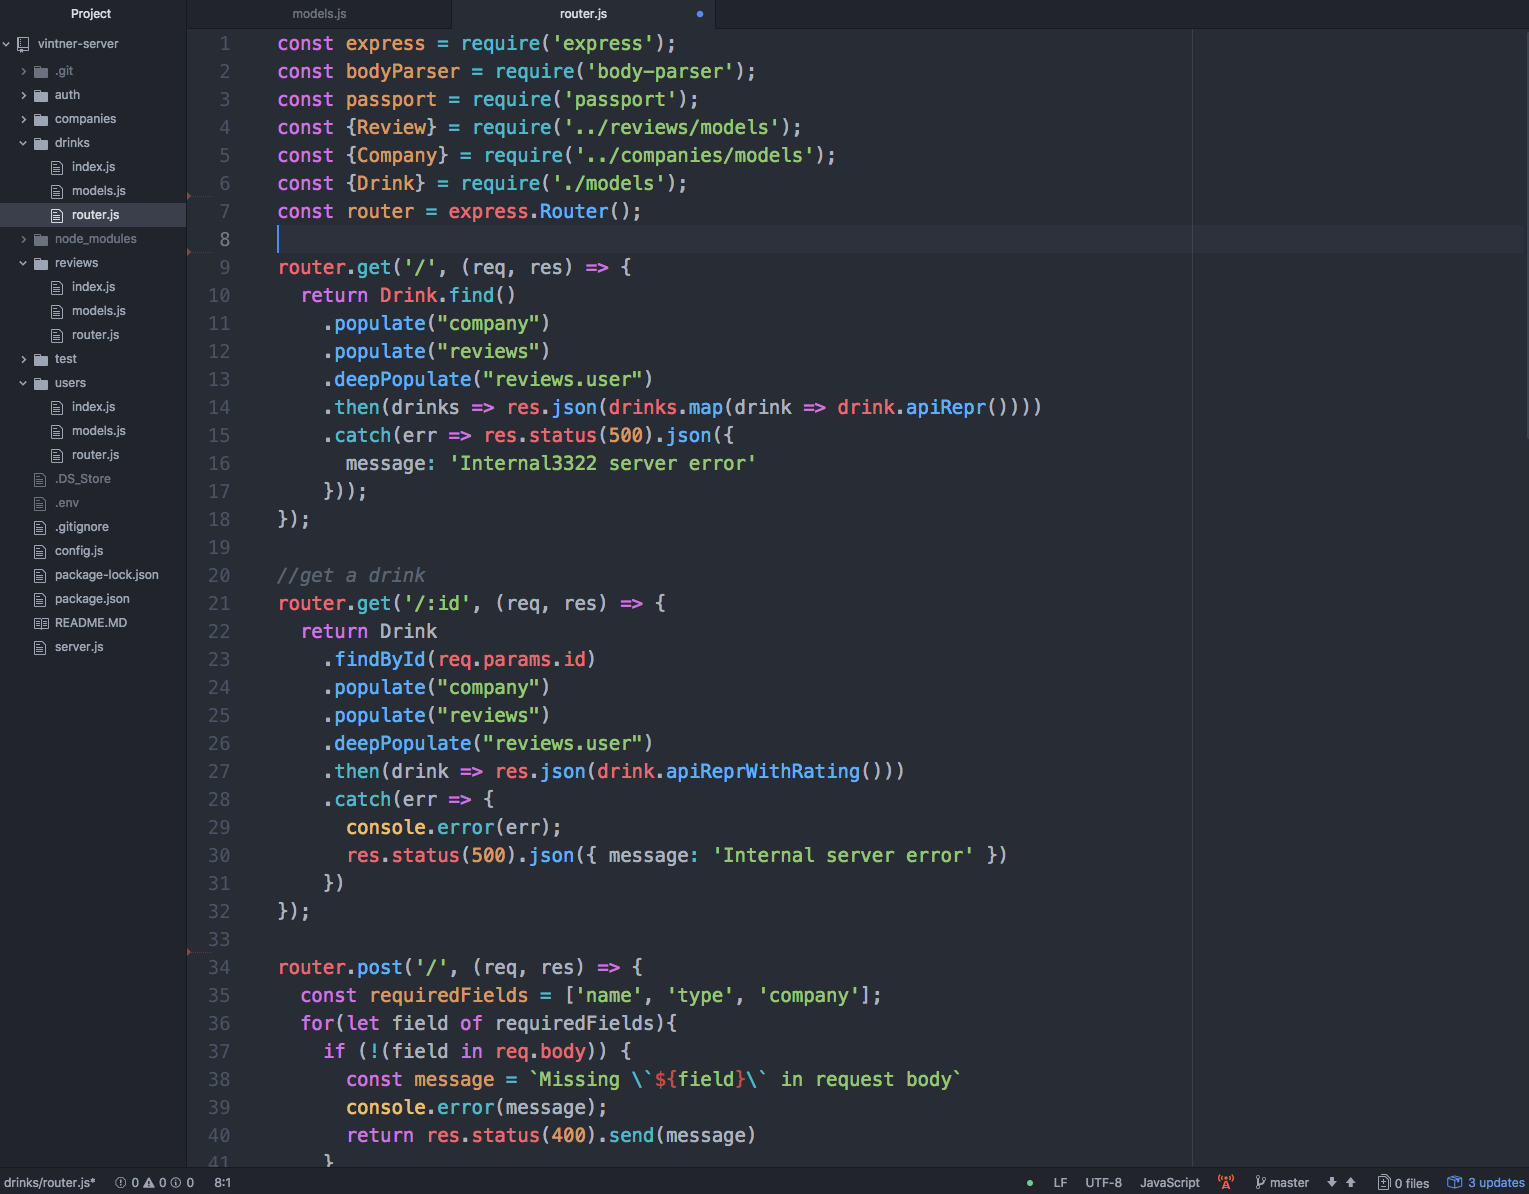 Project
vintner-server
.git
auth
companies
drinks
index.js
models.js
router.js
node_modules
reviews
index.js
models.js
router.js
test
users
index.js
models.js
router.js
.DS_Store
.env
.gitignore
config.js
package-lock.json
package.json
README.MD
server.js
models.js
router.js
1 const express = require('express');
2 const bodyParser = require('body-parser');
3 const passport = require('passport');
4 const {Review} = require('../reviews/models');
5 const {Company} = require('../companies/models');
6 const {Drink} = require('./models');
7 const router = express.Router();
8
9 router.get('/', (req, res) => {
10   return Drink.find()
11     .populate("company")
12     .populate("reviews")
13     .deepPopulate("reviews.user")
14     .then(drinks => res.json(drinks.map(drink => drink.apiRepr())))
15     .catch(err => res.status(500).json({
16       message: 'Internal3322 server error'
17     }));
18 });
19
20 //get a drink
21 router.get('/:id', (req, res) => {
22   return Drink
23     .findById(req.params.id)
24     .populate("company")
25     .populate("reviews")
26     .deepPopulate("reviews.user")
27     .then(drink => res.json(drink.apiReprWithRating()))
28     .catch(err => {
29       console.error(err);
30       res.status(500).json({ message: 'Internal server error' })
31     })
32 });
33
34 router.post('/', (req, res) => {
35   const requiredFields = ['name', 'type', 'company'];
36   for(let field of requiredFields){
37     if (!(field in req.body)) {
38       const message = `Missing \`${field}\` in request body`
39       console.error(message);
40       return res.status(400).send(message)
41     }
drinks/router.js* 0 0 0 8:1 LF UTF-8 JavaScript master 0 files 3 updates